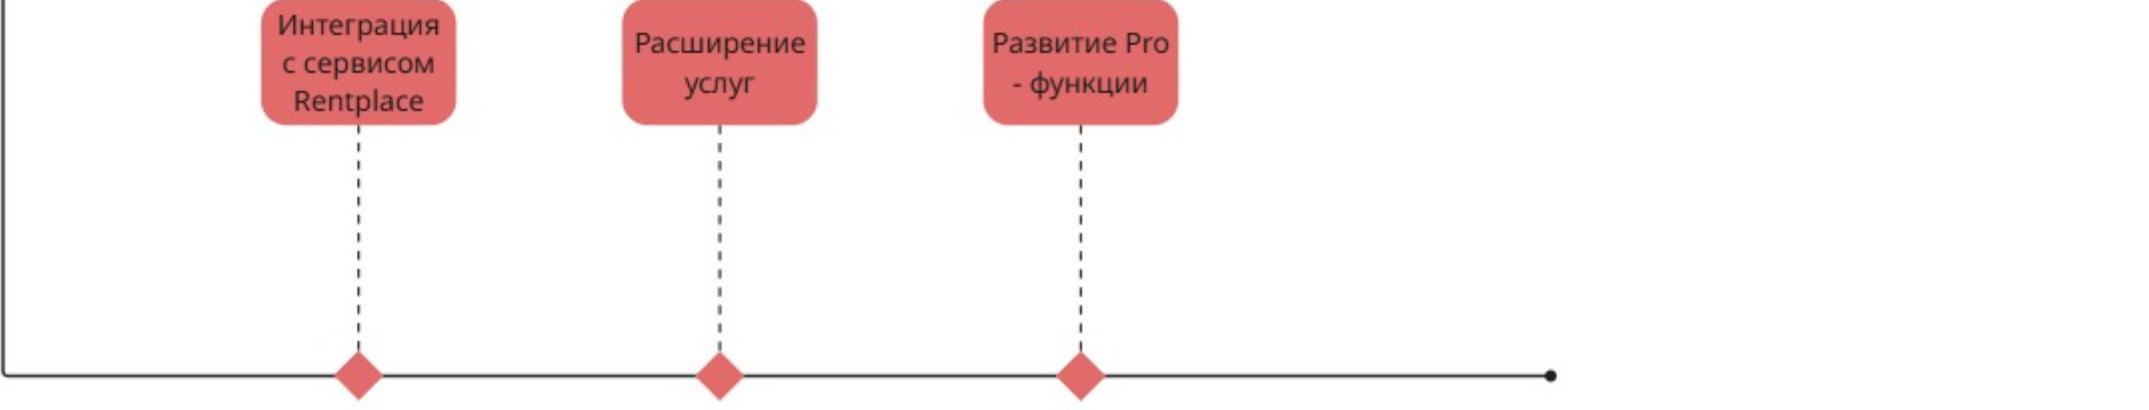 Интеграция
с сервисом
Rentplace
Расширение
услуг
Развитие Pro
- функции